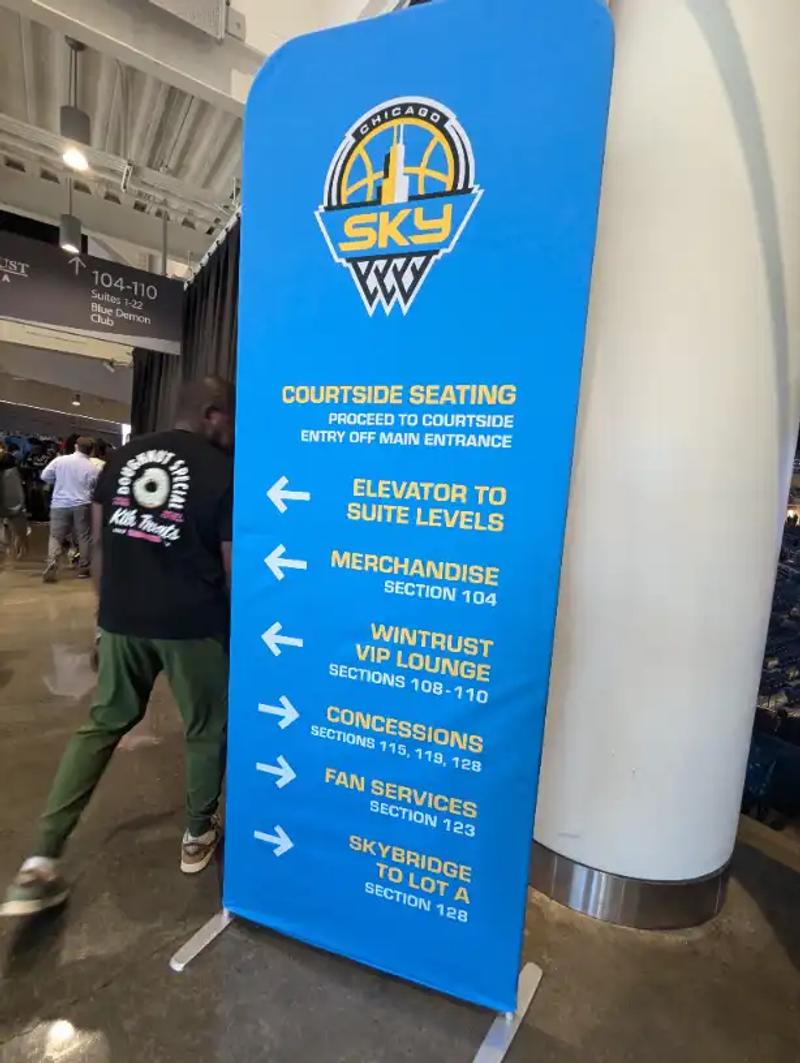 CHICAGO
SKY
COURTSIDE SEATING
PROCEED TO COURTSIDE
ENTRY OFF MAIN ENTRANCE
ELEVATOR TO
SUITE LEVELS
MERCHANDISE
SECTION 104
WINTRUST
VIP LOUNGE
SECTIONS 108-110
CONCESSIONS
SECTIONS 115, 119, 128
FAN SERVICES
SECTION 123
SKYBRIDGE
TO LOT A
SECTION 128
UST
A
104-110
Suites 1-22
Blue Demon
Club
DOUGHNUT SPECIAL
Kith Treats